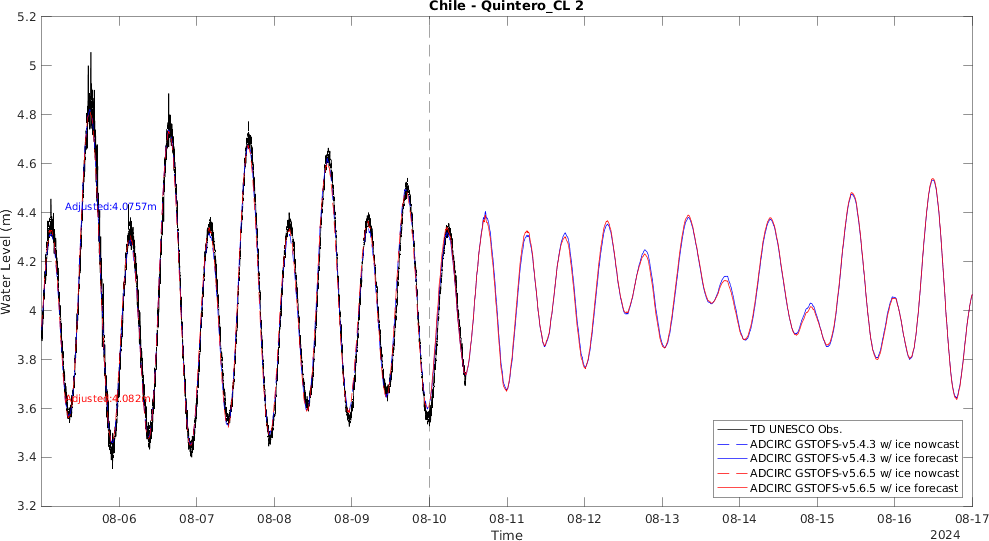 Chile - Quintero_CL 2
5.2
5
4.8
4.6
4.4
4.2
4
3.8
3.6
3.4
3.2
Water Level (m)
Adjusted:4.0757m
Adjusted:4.082m
TD UNESCO Obs.
ADCIRC GSTOFS-v5.4.3 w/ ice nowcast
ADCIRC GSTOFS-v5.4.3 w/ ice forecast
ADCIRC GSTOFS-v5.6.5 w/ ice nowcast
ADCIRC GSTOFS-v5.6.5 w/ ice forecast
08-06 08-07 08-08 08-09 08-10 08-11 08-12 08-13 08-14 08-15 08-16 08-17
Time
2024